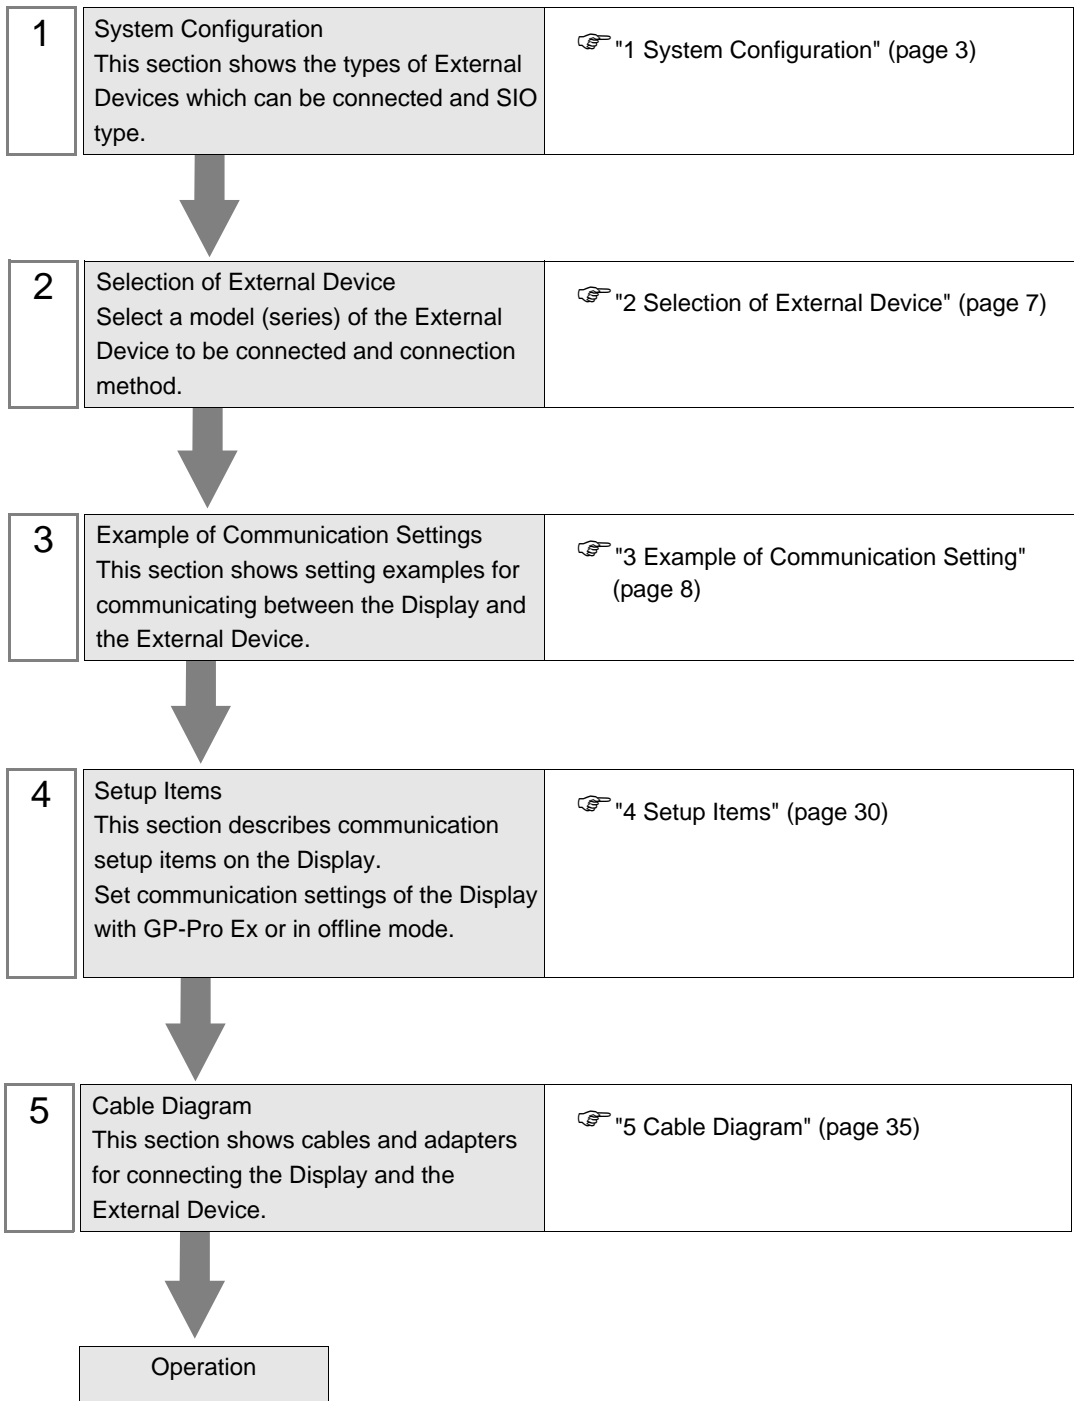 1
System Configuration
This section shows the types of External
Devices which can be connected and SIO
type.
"1 System Configuration" (page 3)
2
Selection of External Device
Select a model (series) of the External
Device to be connected and connection
method.
"2 Selection of External Device" (page 7)
3
Example of Communication Settings
This section shows setting examples for
communicating between the Display and
the External Device.
"3 Example of Communication Setting"
(page 8)
4
Setup Items
This section describes communication
setup items on the Display.
Set communication settings of the Display
with GP-Pro Ex or in offline mode.
"4 Setup Items" (page 30)
5
Cable Diagram
This section shows cables and adapters
for connecting the Display and the
External Device.
"5 Cable Diagram" (page 35)
Operation